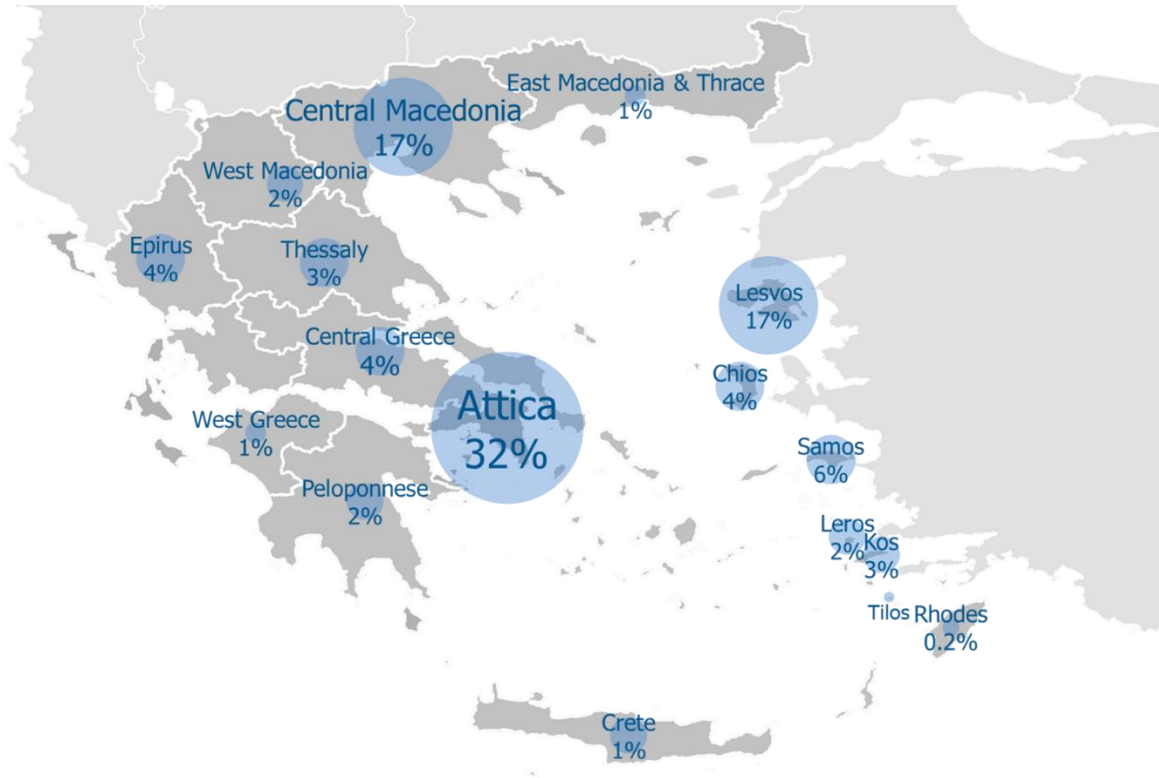 East Macedonia & Thrace
1%
Central Macedonia
17%
West Macedonia
2%
Epirus
4%
Thessaly
3%
Lesvos
17%
Central Greece
4%
Chios
4%
Attica
32%
West Greece
1%
Samos
6%
Peloponnese
2%
Leros
2%
Kos
3%
Tilos
Rhodes
0.2%
Crete
1%